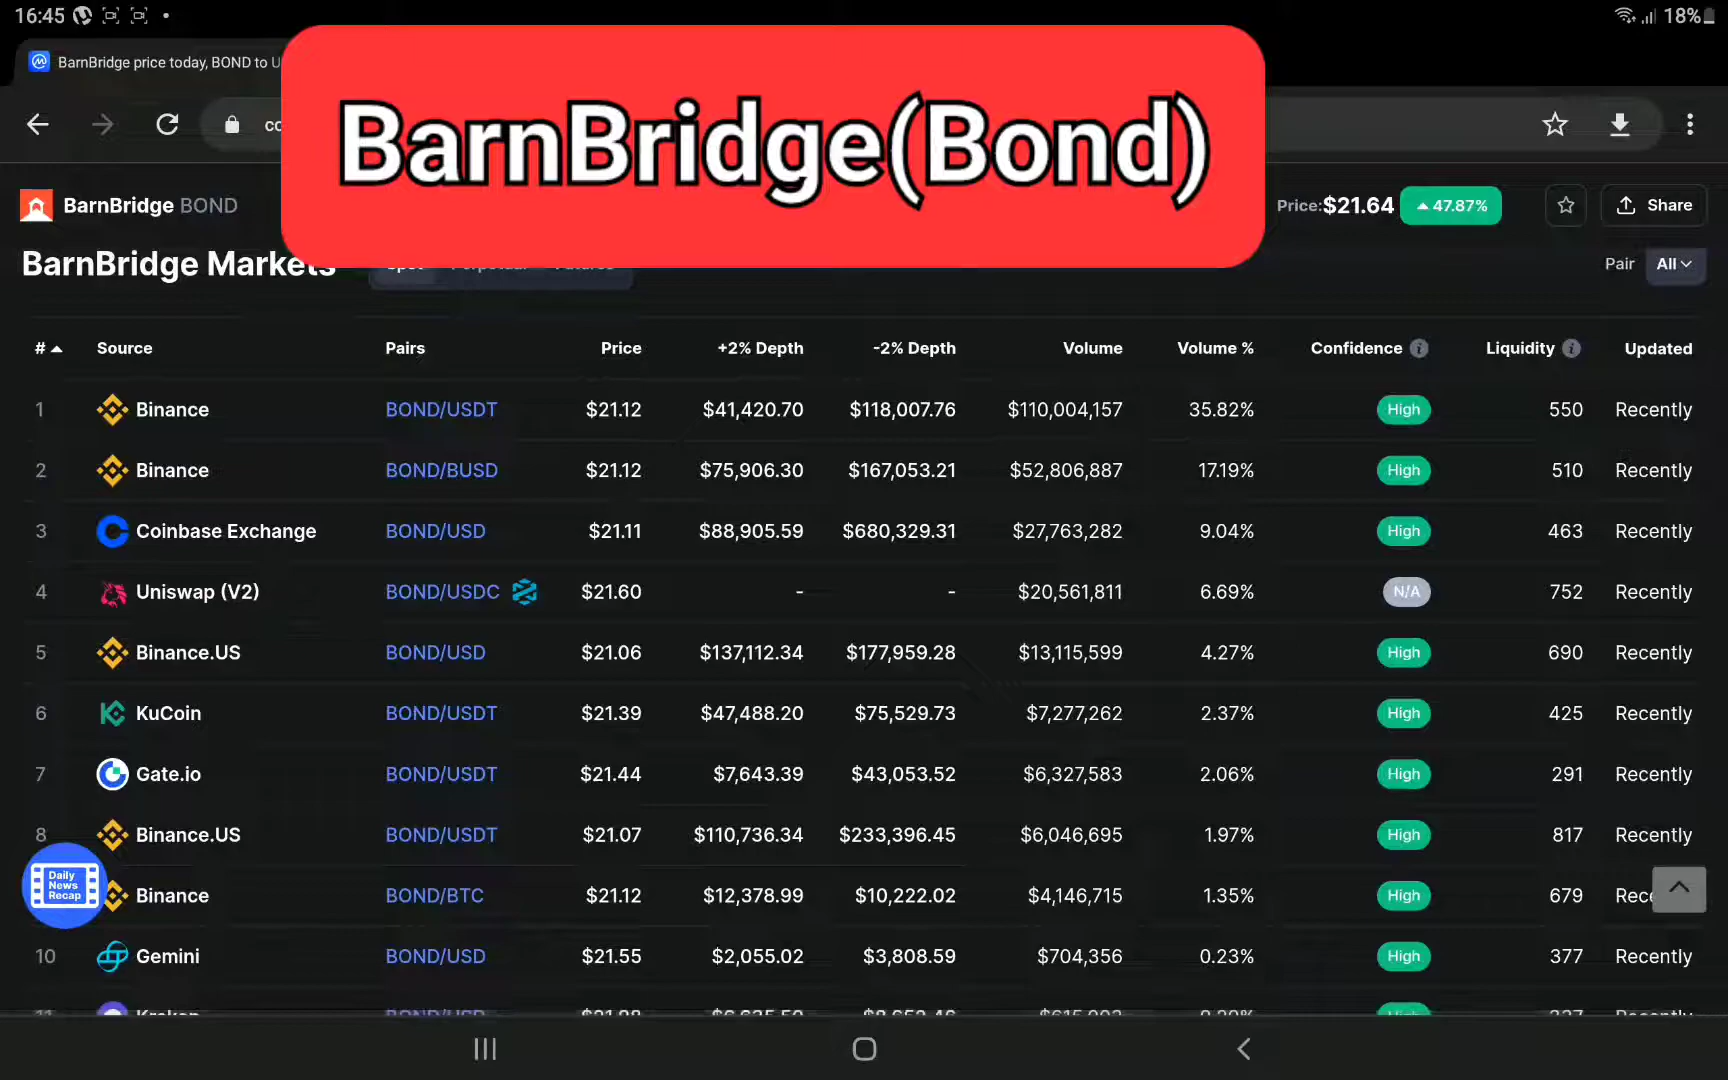 16:45
18%
BarnBridge price today, BOND to U
BarnBridge(Bond)
BarnBridge BOND
Price:$21.64 47.87%
Share
BarnBridge Markets
Pair All
# Source Pairs Price +2% Depth -2% Depth Volume Volume % Confidence Liquidity Updated
1 Binance BOND/USDT $21.12 $41,420.70 $118,007.76 $110,004,157 35.82% High 550 Recently
2 Binance BOND/BUSD $21.12 $75,906.30 $167,053.21 $52,806,887 17.19% High 510 Recently
3 Coinbase Exchange BOND/USD $21.11 $88,905.59 $680,329.31 $27,763,282 9.04% High 463 Recently
4 Uniswap (V2) BOND/USDC $21.60 - - $20,561,811 6.69% N/A 752 Recently
5 Binance.US BOND/USD $21.06 $137,112.34 $177,959.28 $13,115,599 4.27% High 690 Recently
6 KuCoin BOND/USDT $21.39 $47,488.20 $75,529.73 $7,277,262 2.37% High 425 Recently
7 Gate.io BOND/USDT $21.44 $7,643.39 $43,053.52 $6,327,583 2.06% High 291 Recently
8 Binance.US BOND/USDT $21.07 $110,736.34 $233,396.45 $6,046,695 1.97% High 817 Recently
Daily
News
Recap
Binance BOND/BTC $21.12 $12,378.99 $10,222.02 $4,146,715 1.35% High 679 Rec
10 Gemini BOND/USD $21.55 $2,055.02 $3,808.59 $704,356 0.23% High 377 Recently